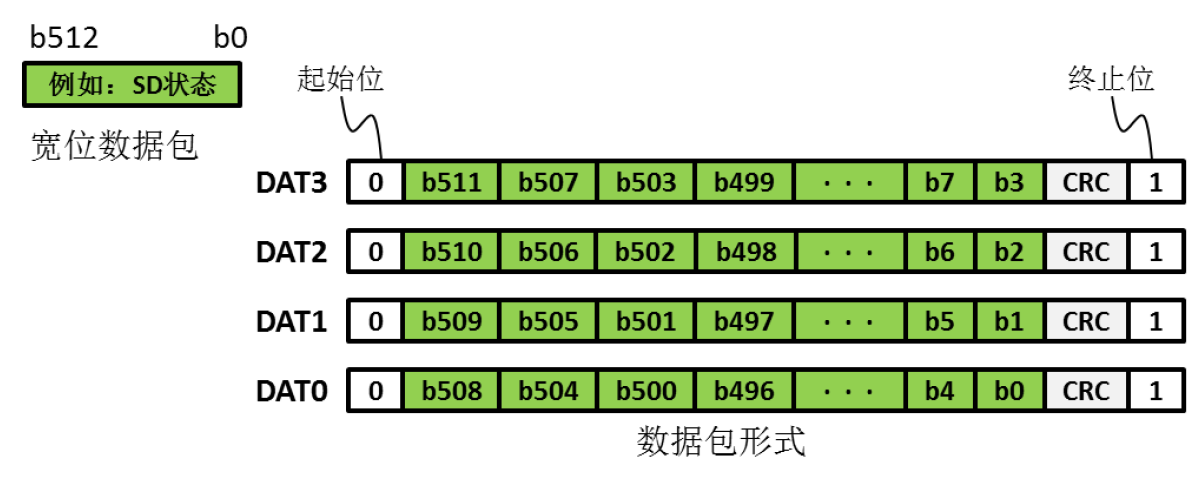 b512 b0
例如：SD状态
宽位数据包
起始位 终止位
DAT3 0 b511 b507 b503 b499 · · · b7 b3 CRC 1
DAT2 0 b510 b506 b502 b498 · · · b6 b2 CRC 1
DAT1 0 b509 b505 b501 b497 · · · b5 b1 CRC 1
DAT0 0 b508 b504 b500 b496 · · · b4 b0 CRC 1
数据包形式